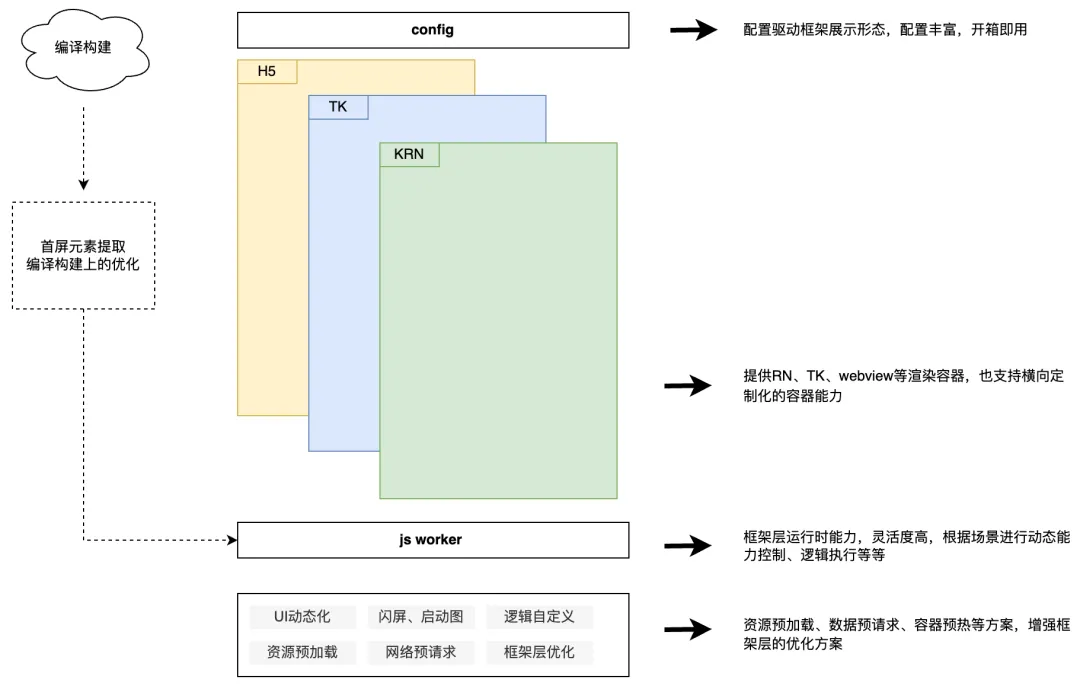 编译构建
config
配置驱动框架展示形态，配置丰富，开箱即用
H5
TK
KRN
首屏元素提取
编译构建上的优化
提供RN、TK、webview等渲染容器，也支持横向定
制化的容器能力
js worker
框架层运行时能力，灵活度高，根据场景进行动态能
力控制、逻辑执行等等
UI动态化
闪屏、启动图
逻辑自定义
资源预加载
网络预请求
框架层优化
资源预加载、数据预请求、容器预热等方案，增强框
架层的优化方案